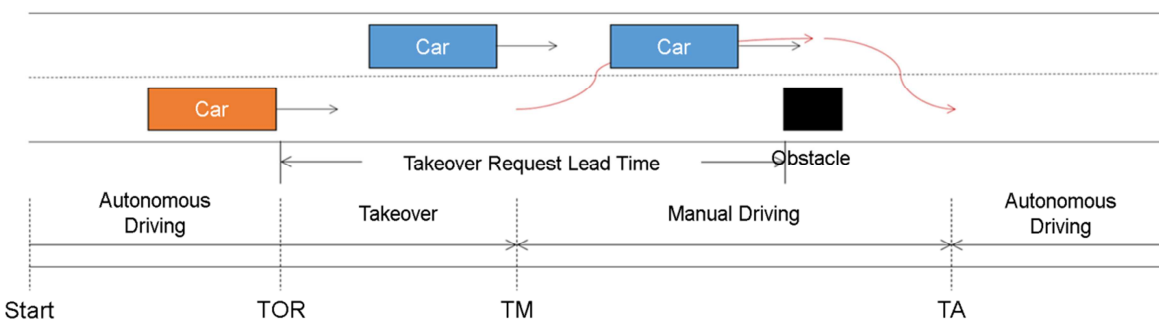 Car
Car
Car
Obstacle
Takeover Request Lead Time
Autonomous
Driving
Takeover
Manual Driving
Autonomous
Driving
Start
TOR
TM
TA